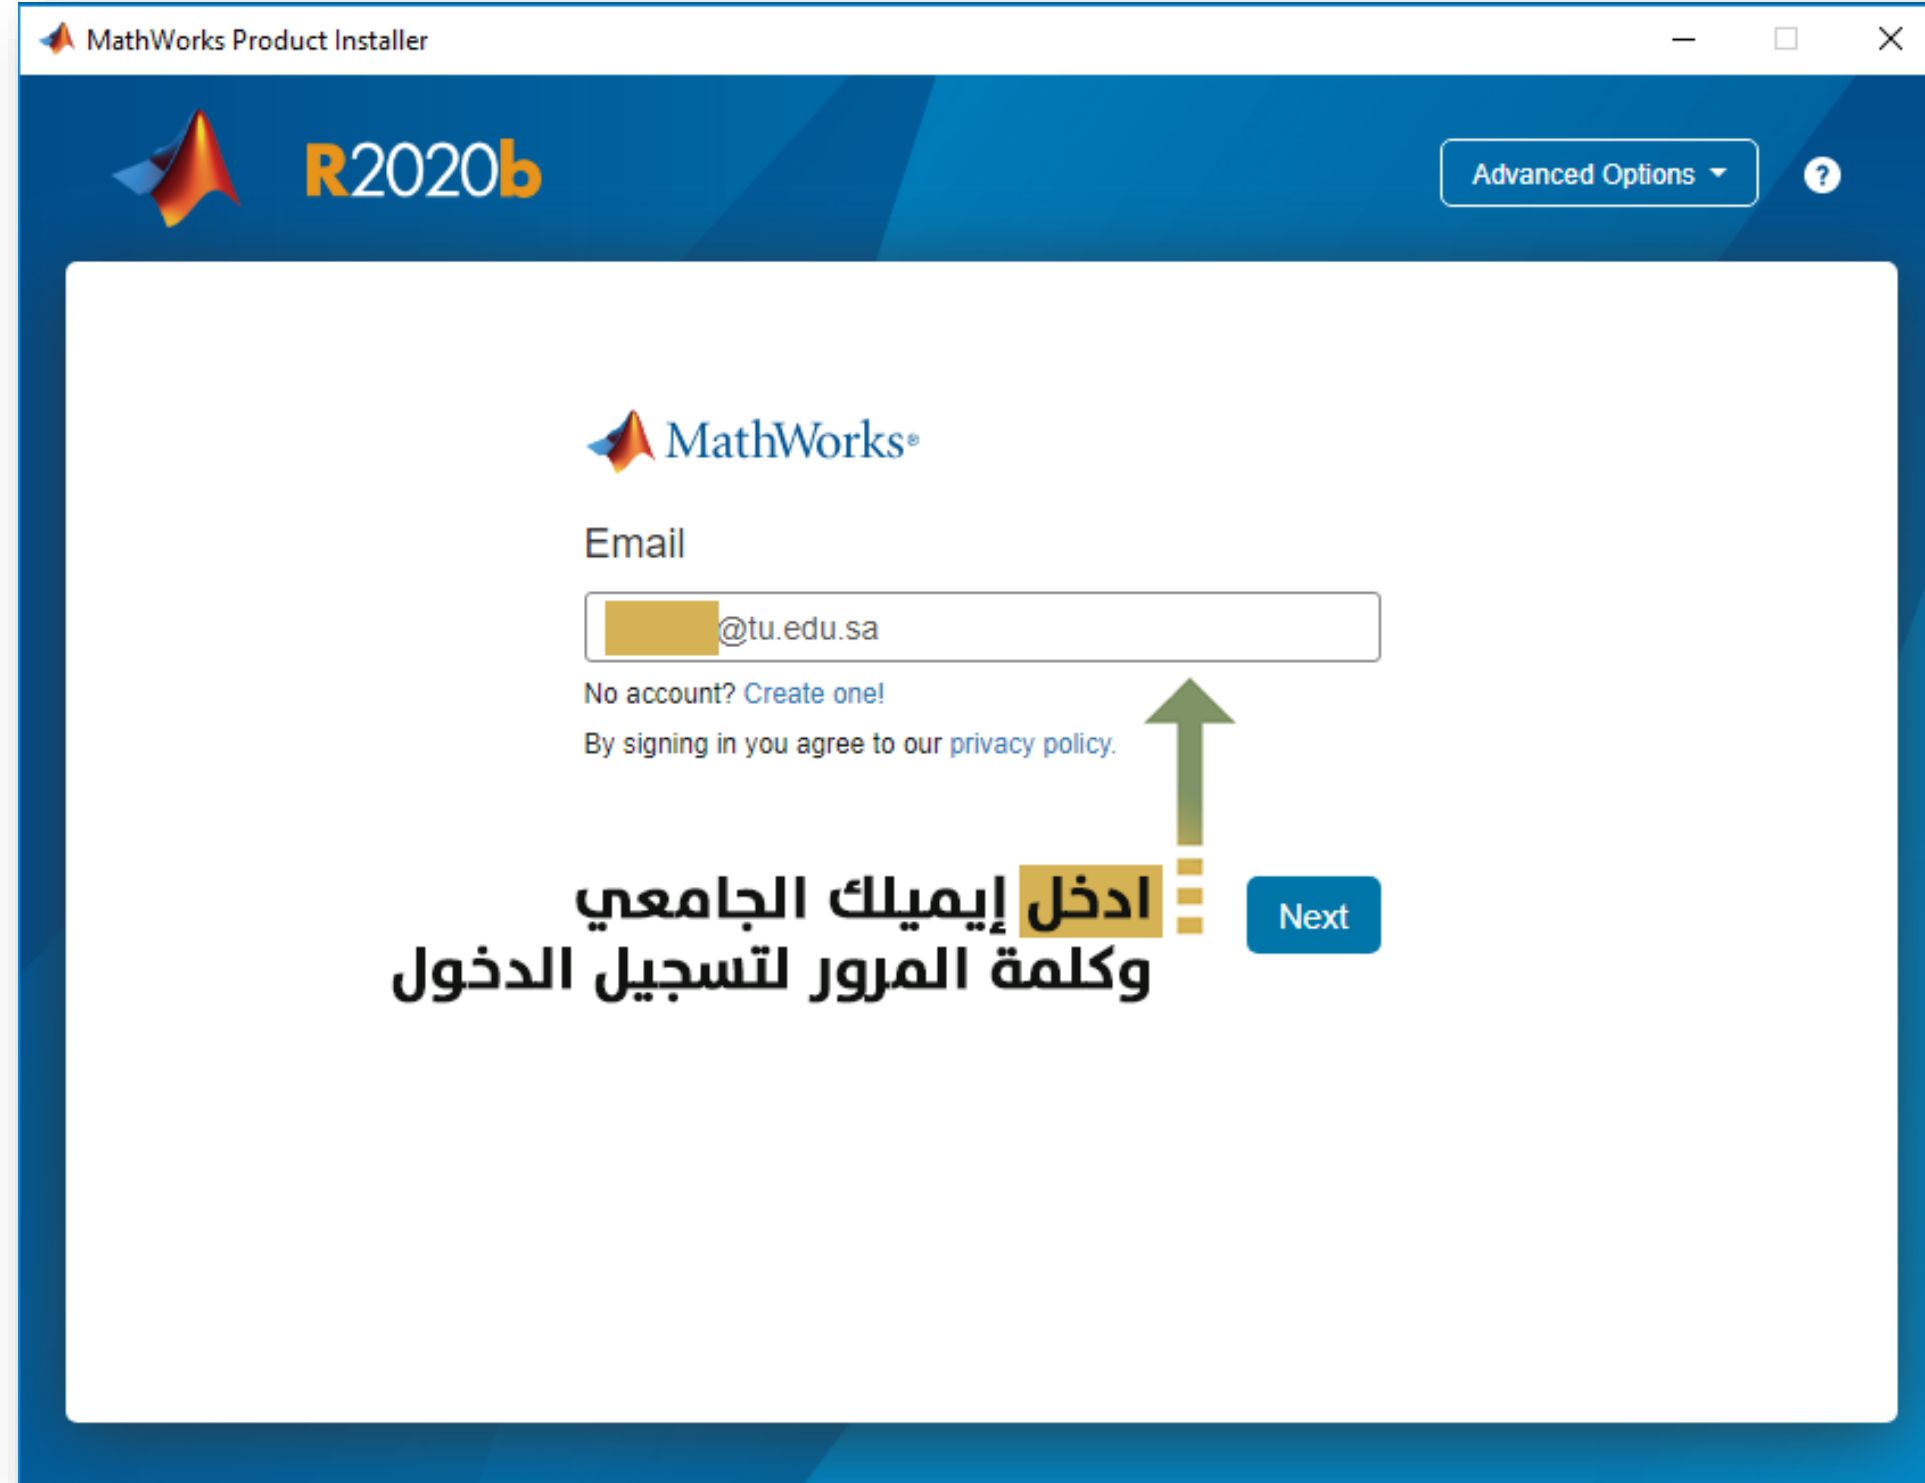 MathWorks Product Installer
R2020b
Advanced Options
?
MathWorks®
Email
@tu.edu.sa
No account? Create one!
By signing in you agree to our privacy policy.
ادخل إيميلك الجامعي
وكلمة المرور لتسجيل الدخول
Next